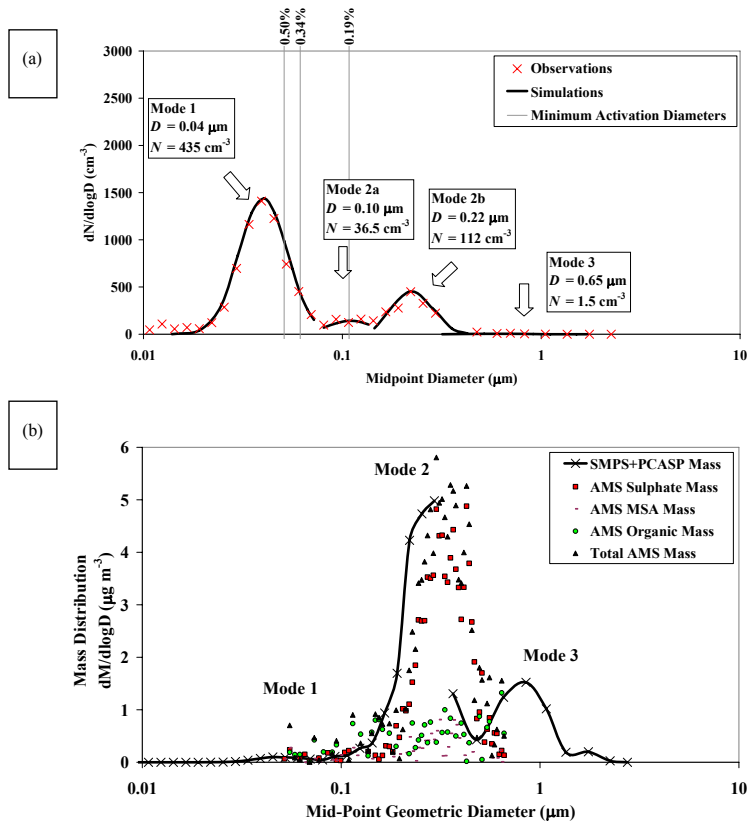 0.50%
0.34%
0.19%
(a)
3000
2500
2000
1500
1000
500
0
dN/dlogD (cm-3)
Observations
Simulations
Minimum Activation Diameters
Mode 1
D = 0.04 μm
N = 435 cm-3
Mode 2a
D = 0.10 μm
N = 36.5 cm-3
Mode 2b
D = 0.22 μm
N = 112 cm-3
Mode 3
D = 0.65 μm
N = 1.5 cm-3
0.01
0.1
1
10
Midpoint Diameter (μm)
(b)
6
5
4
3
2
1
0
Mass Distribution
dM/dlogD (μg m-3)
Mode 2
SMPS+PCASP Mass
AMS Sulphate Mass
AMS MSA Mass
AMS Organic Mass
Total AMS Mass
Mode 1
Mode 3
0.01
0.1
1
10
Mid-Point Geometric Diameter (μm)